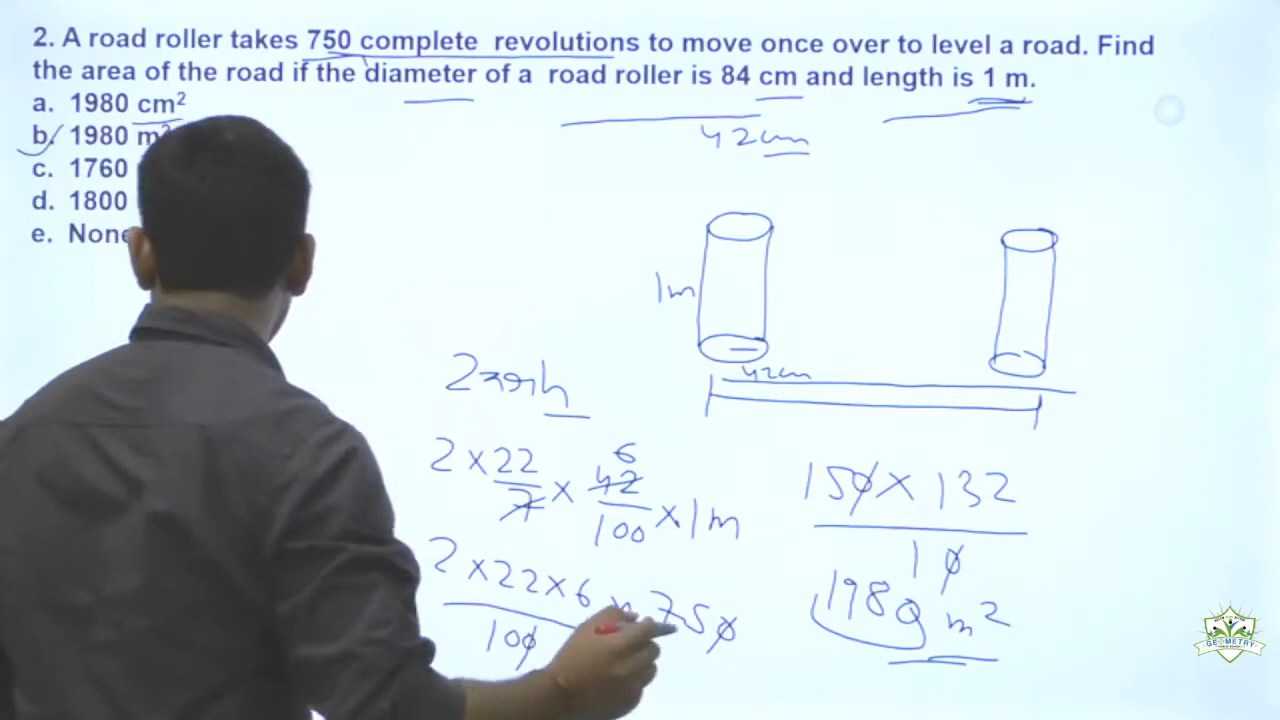 2. A road roller takes 750 complete revolutions to move once over to level a road. Find
the area of the road if the diameter of a road roller is 84 cm and length is 1 m.
a. 1980 cm²
b. 1980 m²
c. 1760
d. 1800
e. None
42cm
1m
42cm
2πrh
2 × 22/7 × 42/100 × 1m
6
2 × 22 × 6 × 750
100
150 × 132
10
1980 m²
GEOMETRY